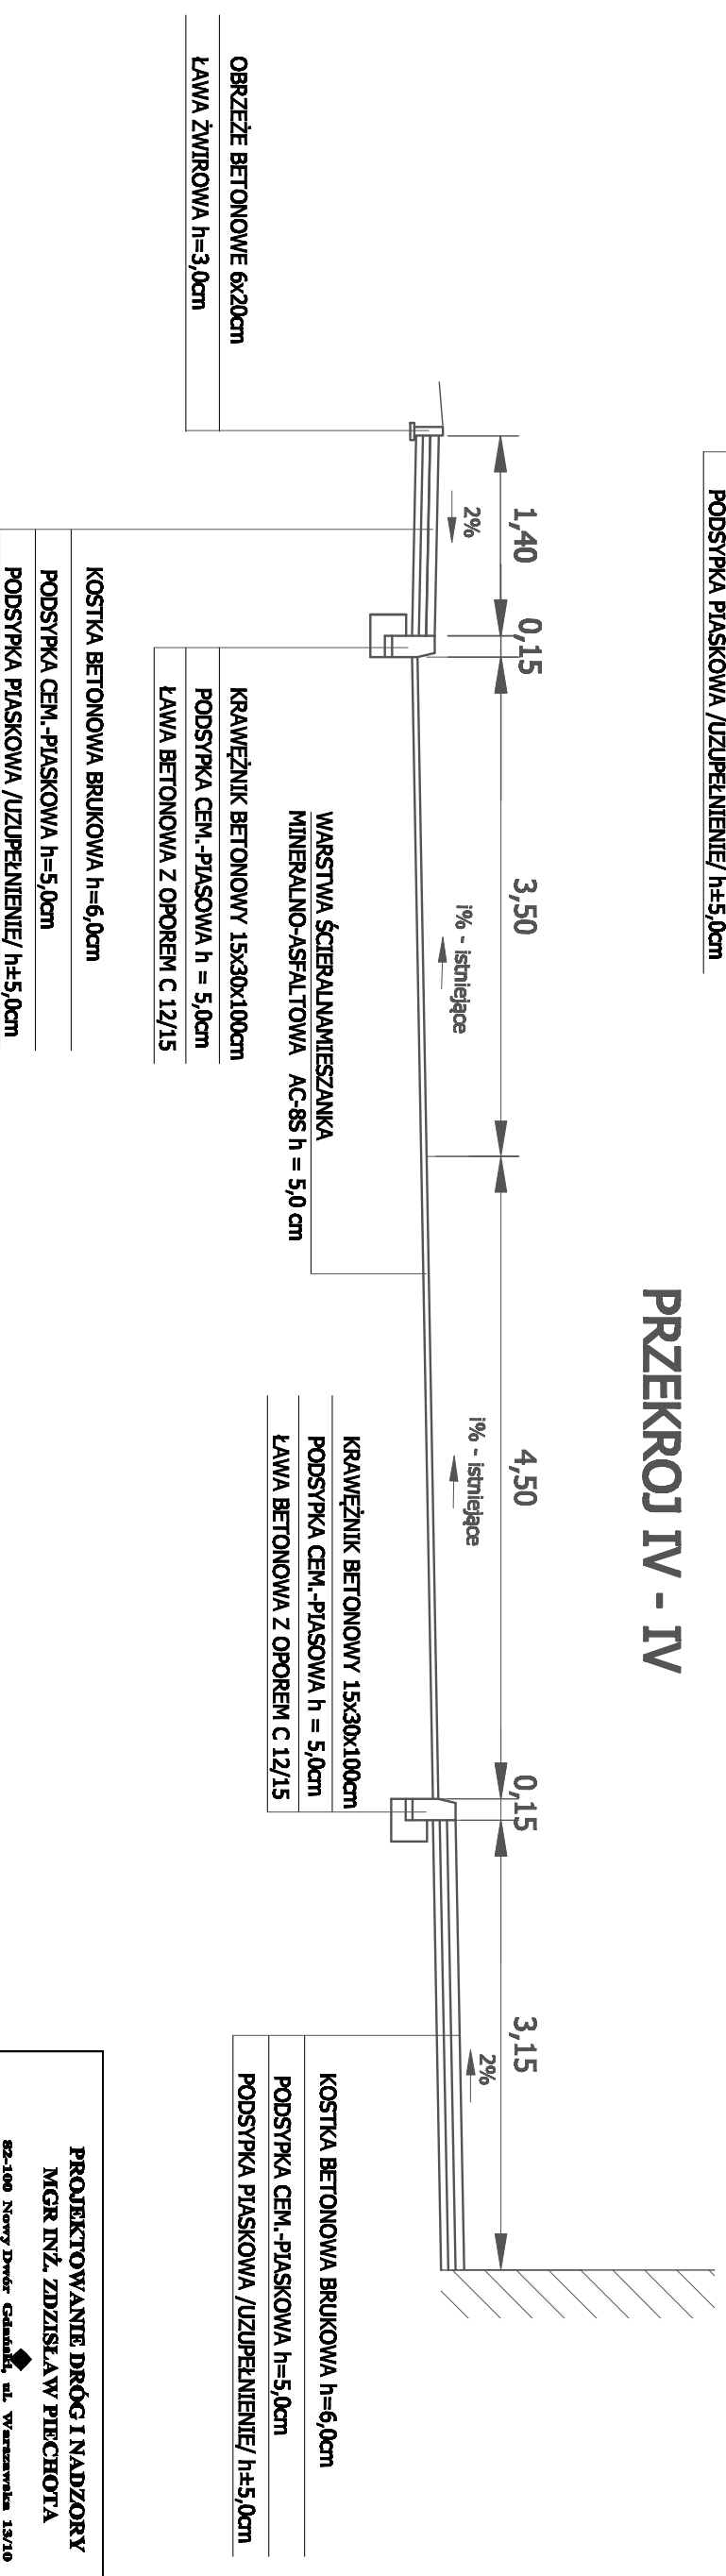 PODSYPKA PIASKOWA /UZUPEŁNIENIE/ h±5,0cm
PRZEKROJ IV - IV
1,40
0,15
3,50
4,50
0,15
3,15
2%
i% - istniejące
i% - istniejące
2%
OBRZEŻE BETONOWE 6x20cm
ŁAWA ŻWIROWA h=3,0cm
KOSTKA BETONOWA BRUKOWA h=6,0cm
PODSYPKA CEM.-PIASKOWA h=5,0cm
PODSYPKA PIASKOWA /UZUPEŁNIENIE/ h±5,0cm
KRAWĘŻNIK BETONOWY 15x30x100cm
PODSYPKA CEM.-PIASOWA h = 5,0cm
ŁAWA BETONOWA Z OPOREM C 12/15
WARSTWA ŚCIERALNAMIESZANKA
MINERALNO-ASFALTOWA AC-8S h = 5,0 cm
KRAWĘŻNIK BETONOWY 15x30x100cm
PODSYPKA CEM.-PIASOWA h = 5,0cm
ŁAWA BETONOWA Z OPOREM C 12/15
KOSTKA BETONOWA BRUKOWA h=6,0cm
PODSYPKA CEM.-PIASKOWA h=5,0cm
PODSYPKA PIASKOWA /UZUPEŁNIENIE/ h±5,0cm
PROJEKTOWANIE DRÓG I NADZORY
MGR INŻ. ZDZISŁAW PIECHOTA
82-100 Nowy Dwór Gdański, ul. Warszawska 13/10